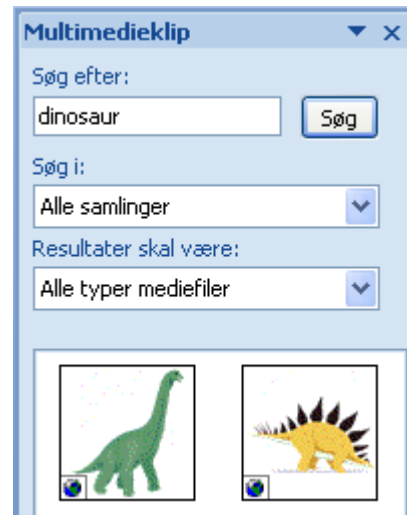 Multimedieklip
Søg efter:
dinosaur
Søg
Søg i:
Alle samlinger
Resultater skal være:
Alle typer mediefiler